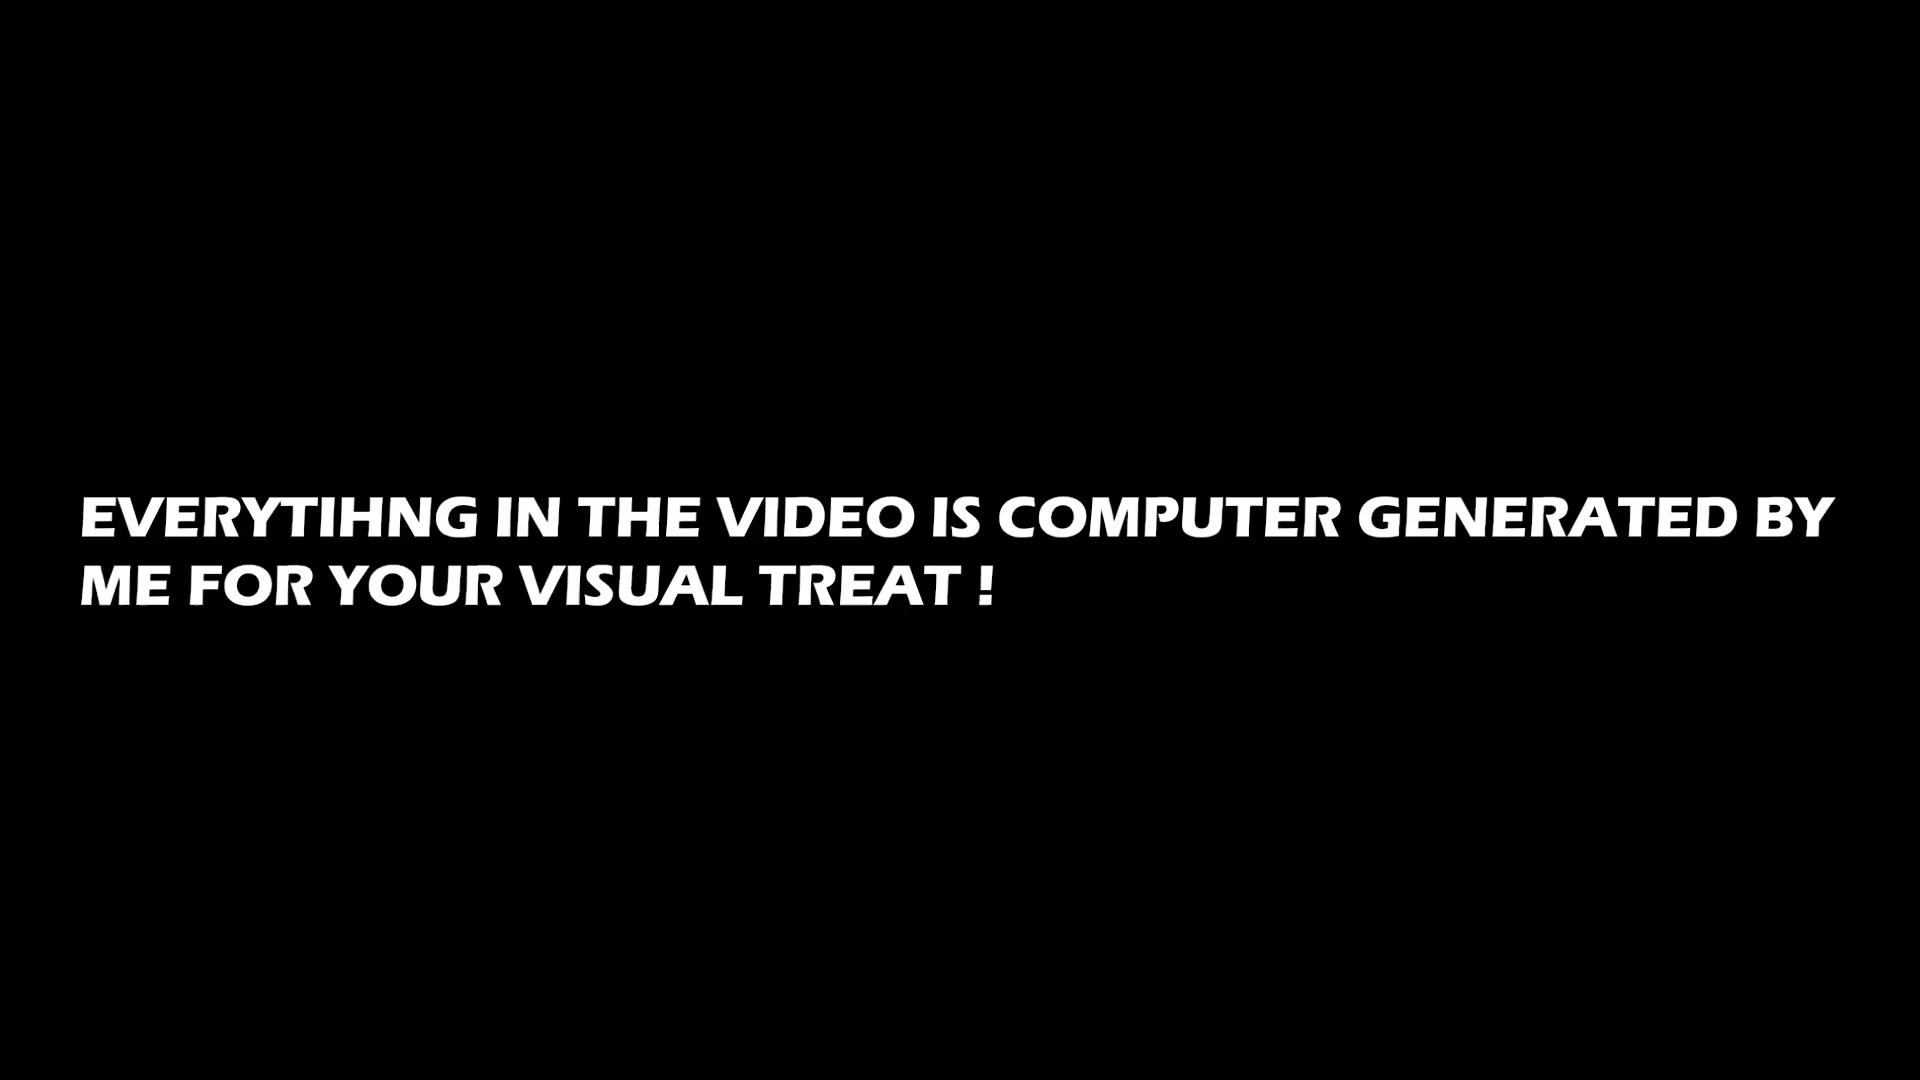 EVERYTIHNG IN THE VIDEO IS COMPUTER GENERATED BY
ME FOR YOUR VISUAL TREAT !